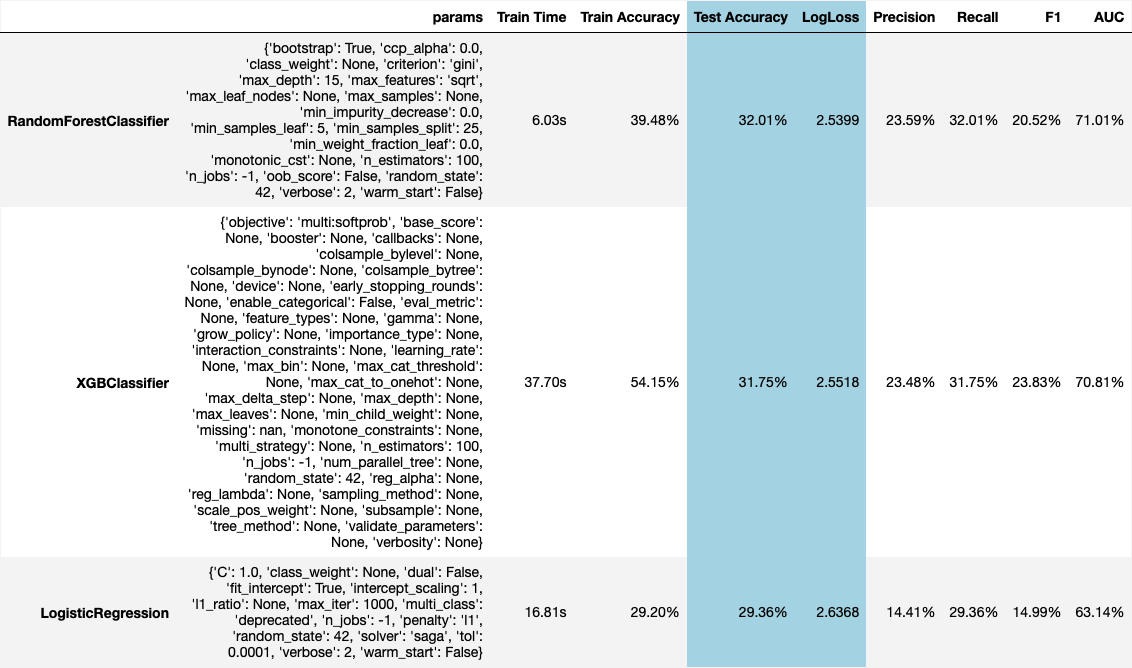 params Train Time Train Accuracy Test Accuracy LogLoss Precision Recall F1 AUC
{'bootstrap': True, 'ccp_alpha': 0.0,
'class_weight': None, 'criterion': 'gini',
'max_depth': 15, 'max_features': 'sqrt',
'max_leaf_nodes': None, 'max_samples': None,
'min_impurity_decrease': 0.0,
RandomForestClassifier 'min_samples_leaf': 5, 'min_samples_split': 25, 6.03s 39.48% 32.01% 2.5399 23.59% 32.01% 20.52% 71.01%
'min_weight_fraction_leaf': 0.0,
'monotonic_cst': None, 'n_estimators': 100,
'n_jobs': -1, 'oob_score': False, 'random_state':
42, 'verbose': 2, 'warm_start': False}
{'objective': 'multi:softprob', 'base_score':
None, 'booster': None, 'callbacks': None,
'colsample_bylevel': None,
'colsample_bynode': None, 'colsample_bytree':
None, 'device': None, 'early_stopping_rounds':
None, 'enable_categorical': False, 'eval_metric':
None, 'feature_types': None, 'gamma': None,
'grow_policy': None, 'importance_type': None,
'interaction_constraints': None, 'learning_rate':
None, 'max_bin': None, 'max_cat_threshold':
XGBClassifier None, 'max_cat_to_onehot': None, 37.70s 54.15% 31.75% 2.5518 23.48% 31.75% 23.83% 70.81%
'max_delta_step': None, 'max_depth': None,
'max_leaves': None, 'min_child_weight': None,
'missing': nan, 'monotone_constraints': None,
'multi_strategy': None, 'n_estimators': 100,
'n_jobs': -1, 'num_parallel_tree': None,
'random_state': 42, 'reg_alpha': None,
'reg_lambda': None, 'sampling_method': None,
'scale_pos_weight': None, 'subsample': None,
'tree_method': None, 'validate_parameters':
None, 'verbosity': None}
{'C': 1.0, 'class_weight': None, 'dual': False,
'fit_intercept': True, 'intercept_scaling': 1,
'l1_ratio': None, 'max_iter': 1000, 'multi_class':
LogisticRegression 'deprecated', 'n_jobs': -1, 'penalty': 'l1', 16.81s 29.20% 29.36% 2.6368 14.41% 29.36% 14.99% 63.14%
'random_state': 42, 'solver': 'saga', 'tol':
0.0001, 'verbose': 2, 'warm_start': False}